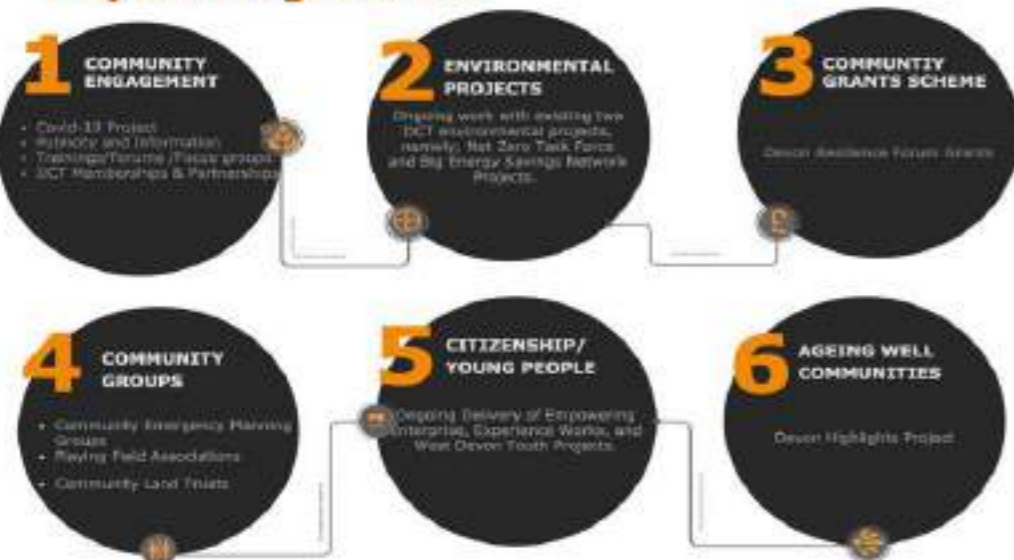 1
COMMUNITY
ENGAGEMENT
• Covid-19 Project
• Publicity and Information
• Trainings/Forums /Focus groups
• DCT Memberships & Partnerships
2
ENVIRONMENTAL
PROJECTS
Ongoing work with existing two
DCT environmental projects,
namely; Net Zero Task Force
and Big Energy Savings Network
Projects.
3
COMMUNTIY
GRANTS SCHEME
Devon Resilience Forum Grants
4
COMMUNITY
GROUPS
• Community Emergency Planning
Groups
• Playing Field Associations
• Community Land Trusts
5
CITIZENSHIP/
YOUNG PEOPLE
Ongoing Delivery of Empowering
Enterprise, Experience Works, and
West Devon Youth Projects.
6
AGEING WELL
COMMUNITIES
Devon Highlights Project